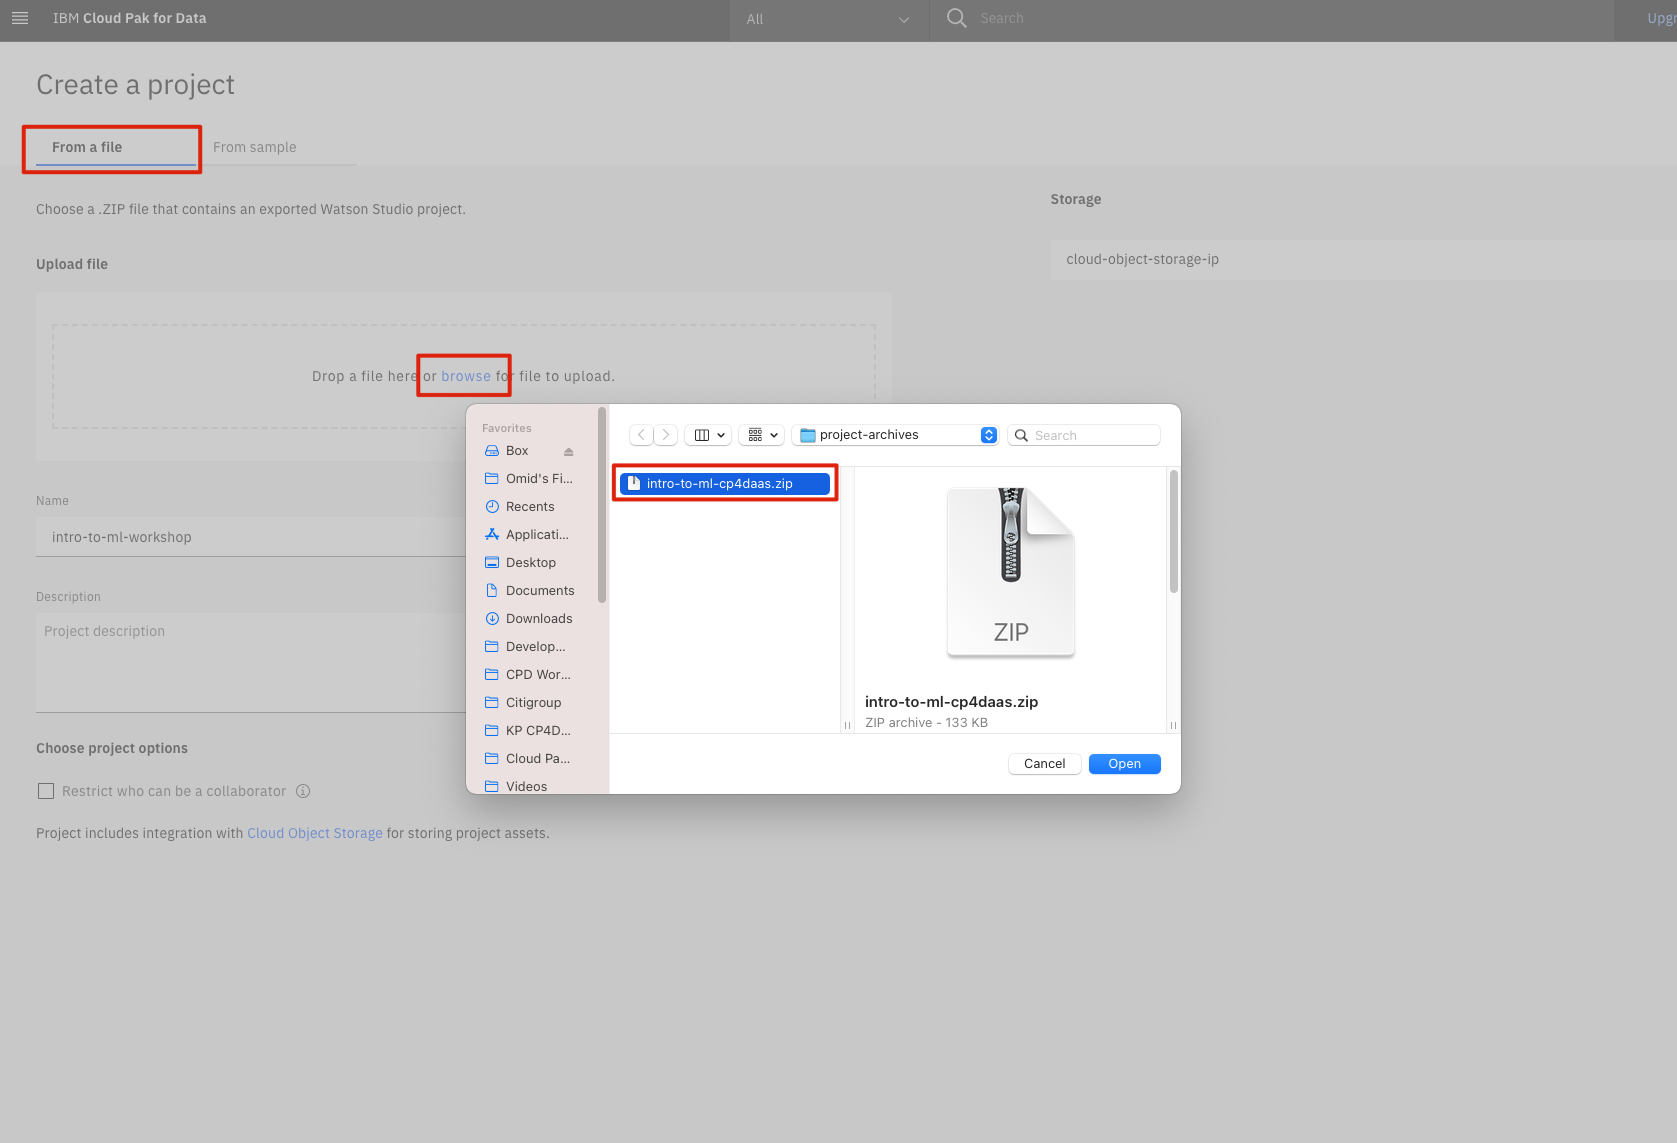 IBM Cloud Pak for Data
All
Search
Upgr
Create a project
From a file
From sample
Choose a .ZIP file that contains an exported Watson Studio project.
Storage
cloud-object-storage-ip
Upload file
Drop a file here or browse for file to upload.
Name
intro-to-ml-workshop
Description
Project description
Choose project options
Restrict who can be a collaborator
Project includes integration with Cloud Object Storage for storing project assets.
Favorites
Box
Omid's Fi...
Recents
Applicati...
Desktop
Documents
Downloads
Develop...
CPD Wor...
Citigroup
KP CP4D...
Cloud Pa...
Videos
project-archives
Search
intro-to-ml-cp4daas.zip
ZIP
intro-to-ml-cp4daas.zip
ZIP archive - 133 KB
Cancel
Open